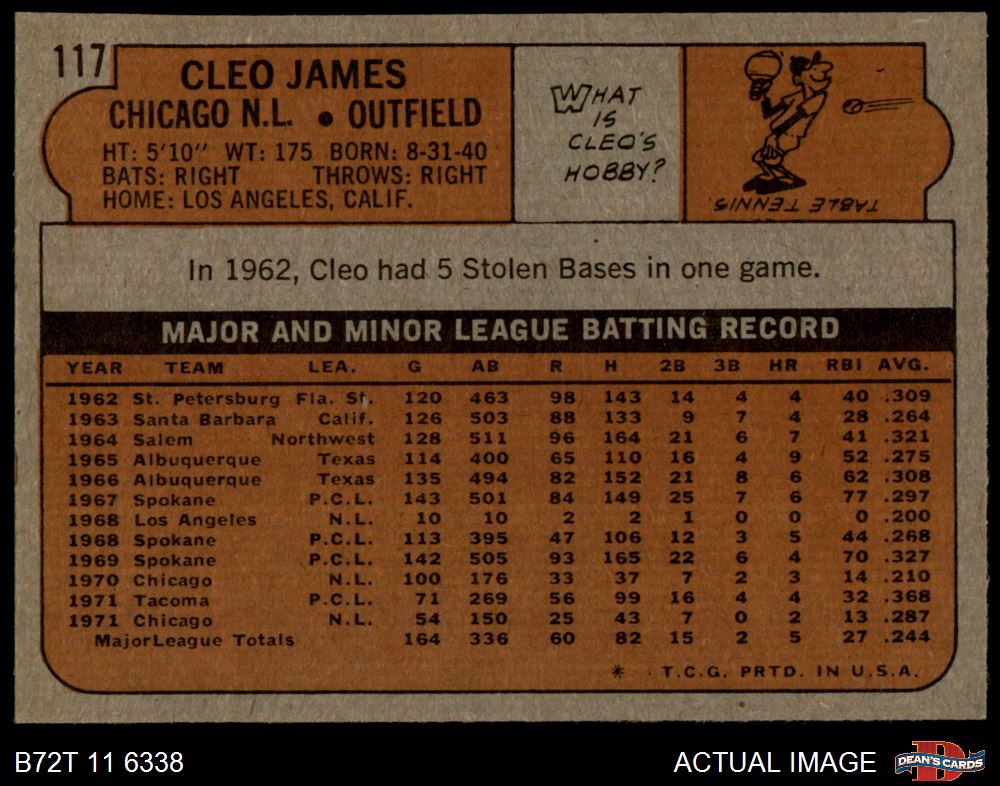 117
CLEO JAMES
CHICAGO N.L. • OUTFIELD
HT: 5'10" WT: 175 BORN: 8-31-40
BATS: RIGHT THROWS: RIGHT
HOME: LOS ANGELES, CALIF.
WHAT
IS
CLEO'S
HOBBY?
TABLE TENNIS.
In 1962, Cleo had 5 Stolen Bases in one game.
MAJOR AND MINOR LEAGUE BATTING RECORD
YEAR TEAM LEA. G AB R H 2B 3B HR RBI AVG.
1962 St. Petersburg Fla. St. 120 463 98 143 14 4 4 40 .309
1963 Santa Barbara Calif. 126 503 88 133 9 7 4 28 .264
1964 Salem Northwest 128 511 96 164 21 6 7 41 .321
1965 Albuquerque Texas 114 400 65 110 16 4 9 52 .275
1966 Albuquerque Texas 135 494 82 152 21 8 6 62 .308
1967 Spokane P.C.L. 143 501 84 149 25 7 6 77 .297
1968 Los Angeles N.L. 10 10 2 2 1 0 0 0 .200
1968 Spokane P.C.L. 113 395 47 106 12 3 5 44 .268
1969 Spokane P.C.L. 142 505 93 165 22 6 4 70 .327
1970 Chicago N.L. 100 176 33 37 7 2 3 14 .210
1971 Tacoma P.C.L. 71 269 56 99 16 4 4 32 .368
1971 Chicago N.L. 54 150 25 43 7 0 2 13 .287
Major League Totals 164 336 60 82 15 2 5 27 .244
* T.C.G. PRTD. IN U.S.A.
B72T 11 6338
ACTUAL IMAGE
D
DEAN'S CARDS